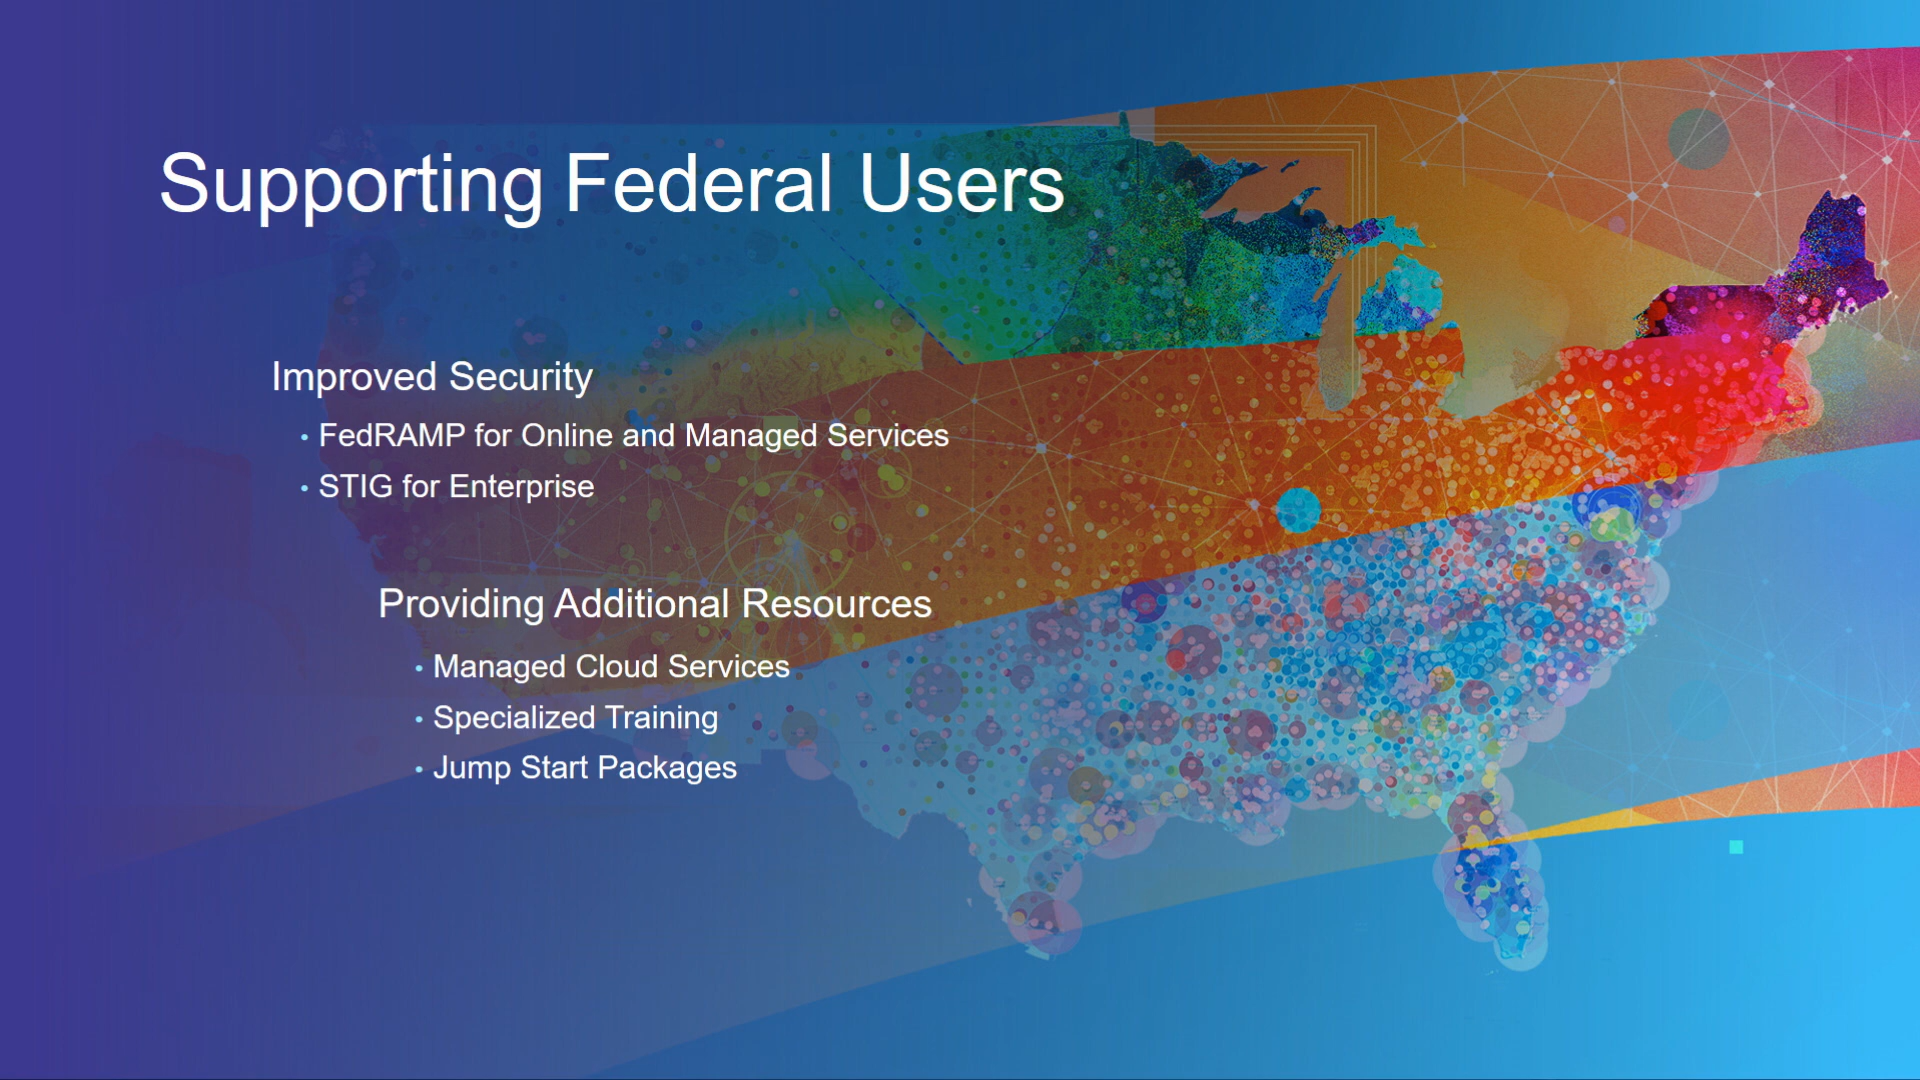 Supporting Federal Users
Improved Security
• FedRAMP for Online and Managed Services
• STIG for Enterprise
Providing Additional Resources
• Managed Cloud Services
• Specialized Training
• Jump Start Packages